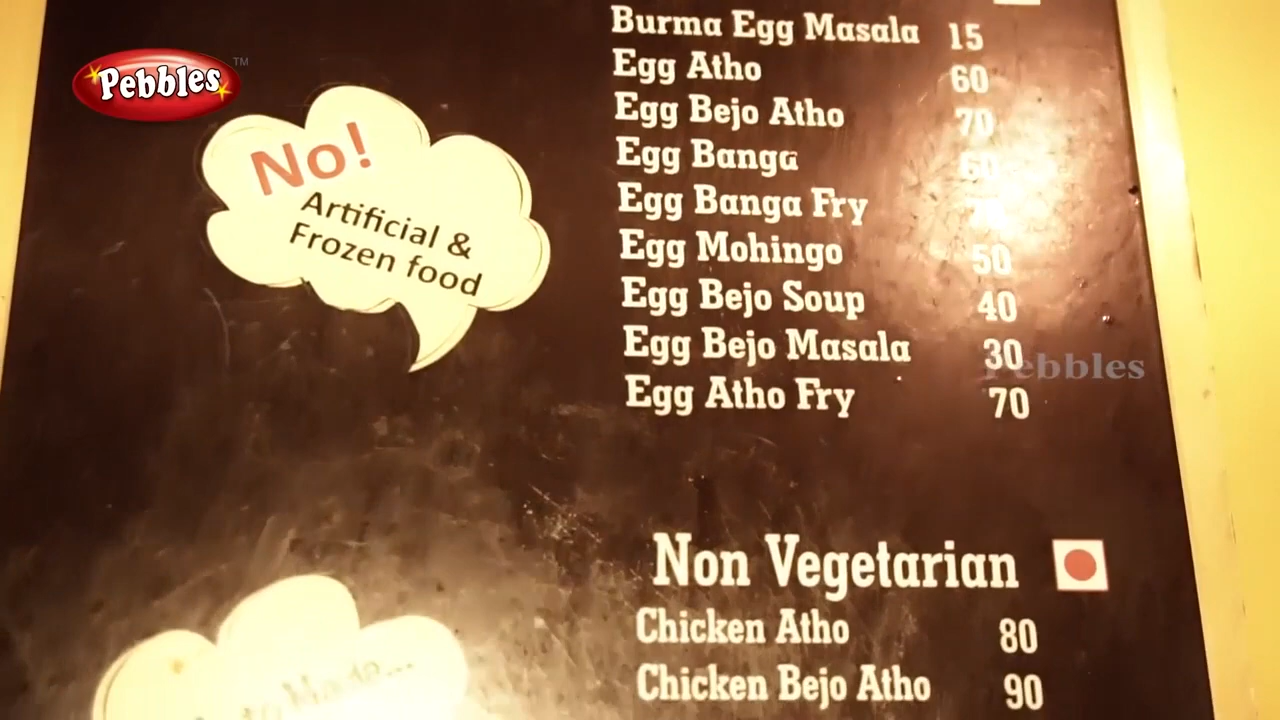 Pebbles TM
No!
Artificial &
Frozen food
Burma Egg Masala 15
Egg Atho 60
Egg Bejo Atho 70
Egg Banga 60
Egg Banga Fry
Egg Mohingo 50
Egg Bejo Soup 40
Egg Bejo Masala 30
Egg Atho Fry 70
Pebbles
Non Vegetarian
Chicken Atho 80
Chicken Bejo Atho 90